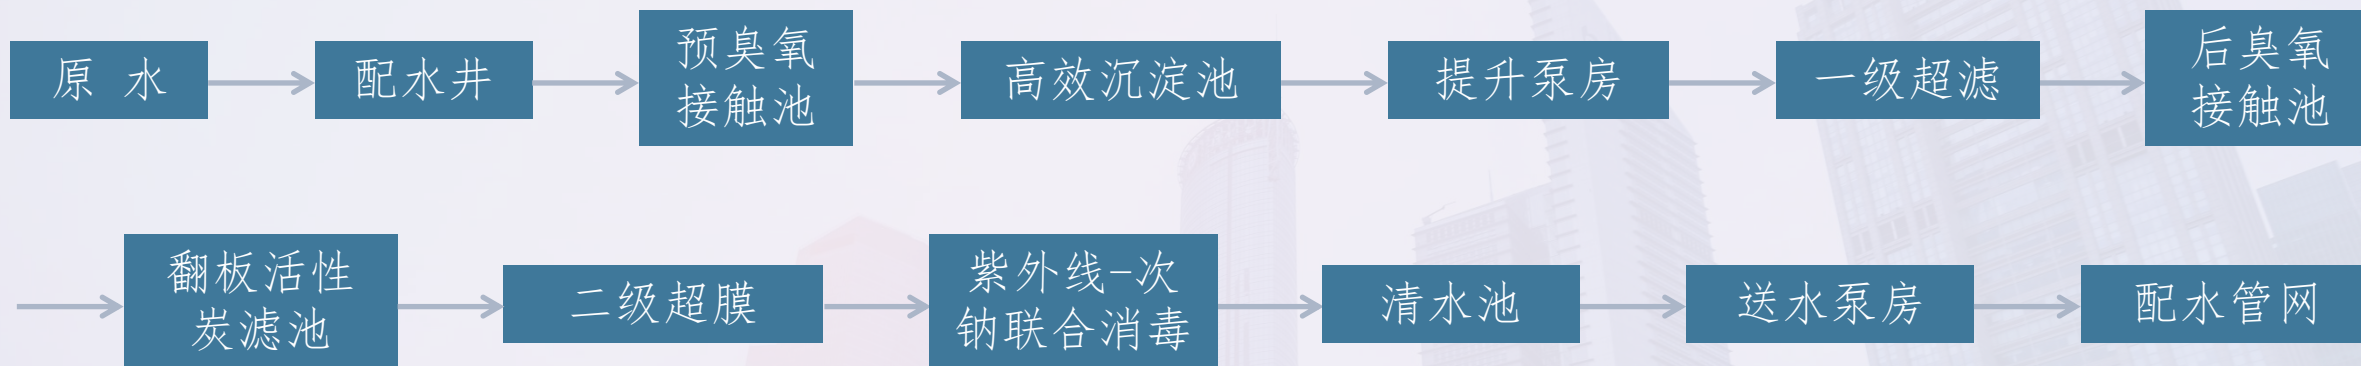 原 水
配水井
预臭氧
接触池
高效沉淀池
提升泵房
一级超滤
后臭氧
接触池
翻板活性
炭滤池
二级超膜
紫外线-次
钠联合消毒
清水池
送水泵房
配水管网